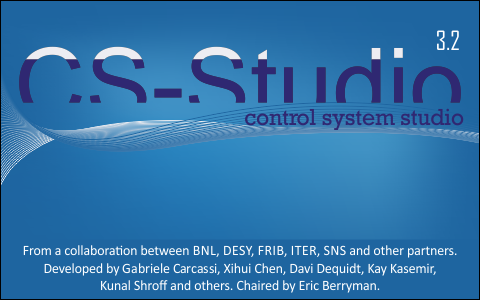 3.2
CS-Studio
control system studio
From a collaboration between BNL, DESY, FRIB, ITER, SNS and other partners.
Developed by Gabriele Carcassi, Xihui Chen, Davi Dequidt, Kay Kasemir,
Kunal Shroff and others. Chaired by Eric Berryman.